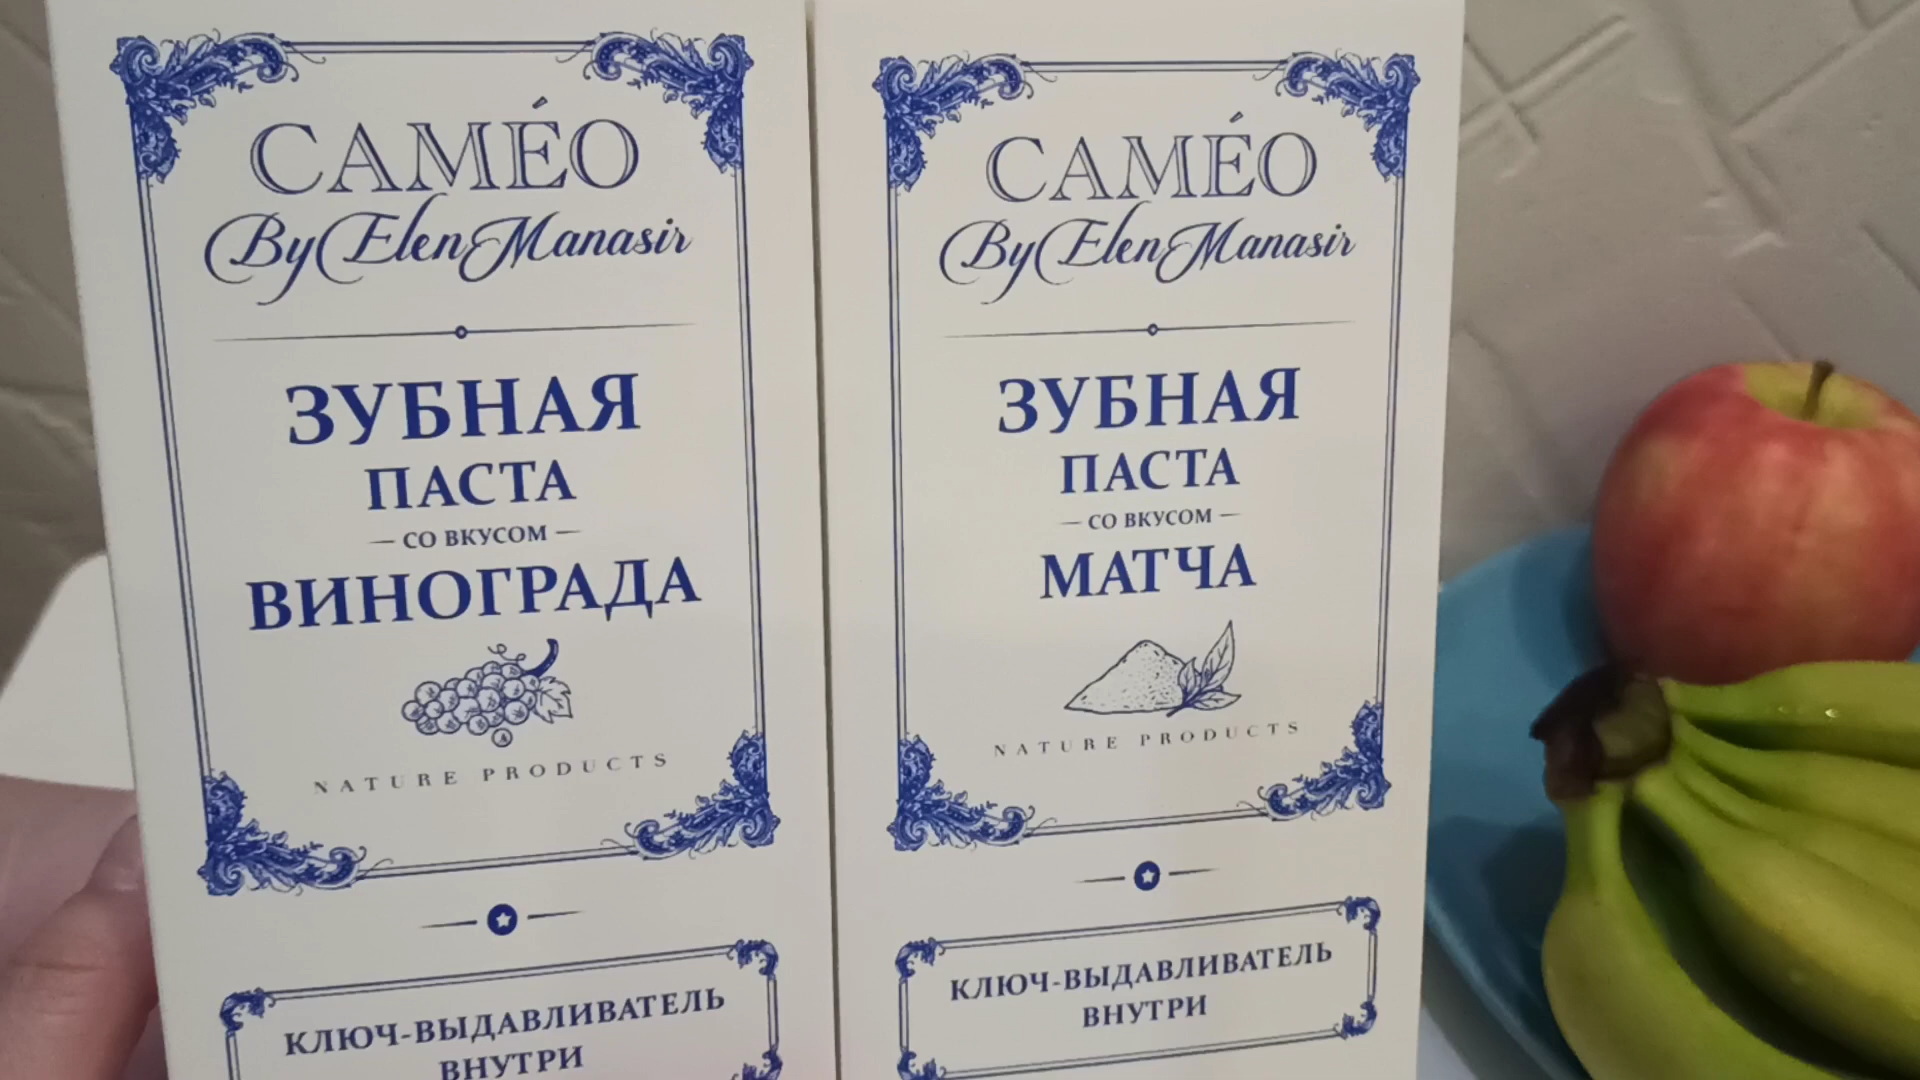 CAMÉO
By Elen Manasir
ЗУБНАЯ
ПАСТА
— СО ВКУСОМ —
ВИНОГРАДА
NATURE PRODUCTS
КЛЮЧ-ВЫДАВЛИВАТЕЛЬ
ВНУТРИ
CAMÉO
By Elen Manasir
ЗУБНАЯ
ПАСТА
— СО ВКУСОМ —
МАТЧА
NATURE PRODUCTS
КЛЮЧ-ВЫДАВЛИВАТЕЛЬ
ВНУТРИ